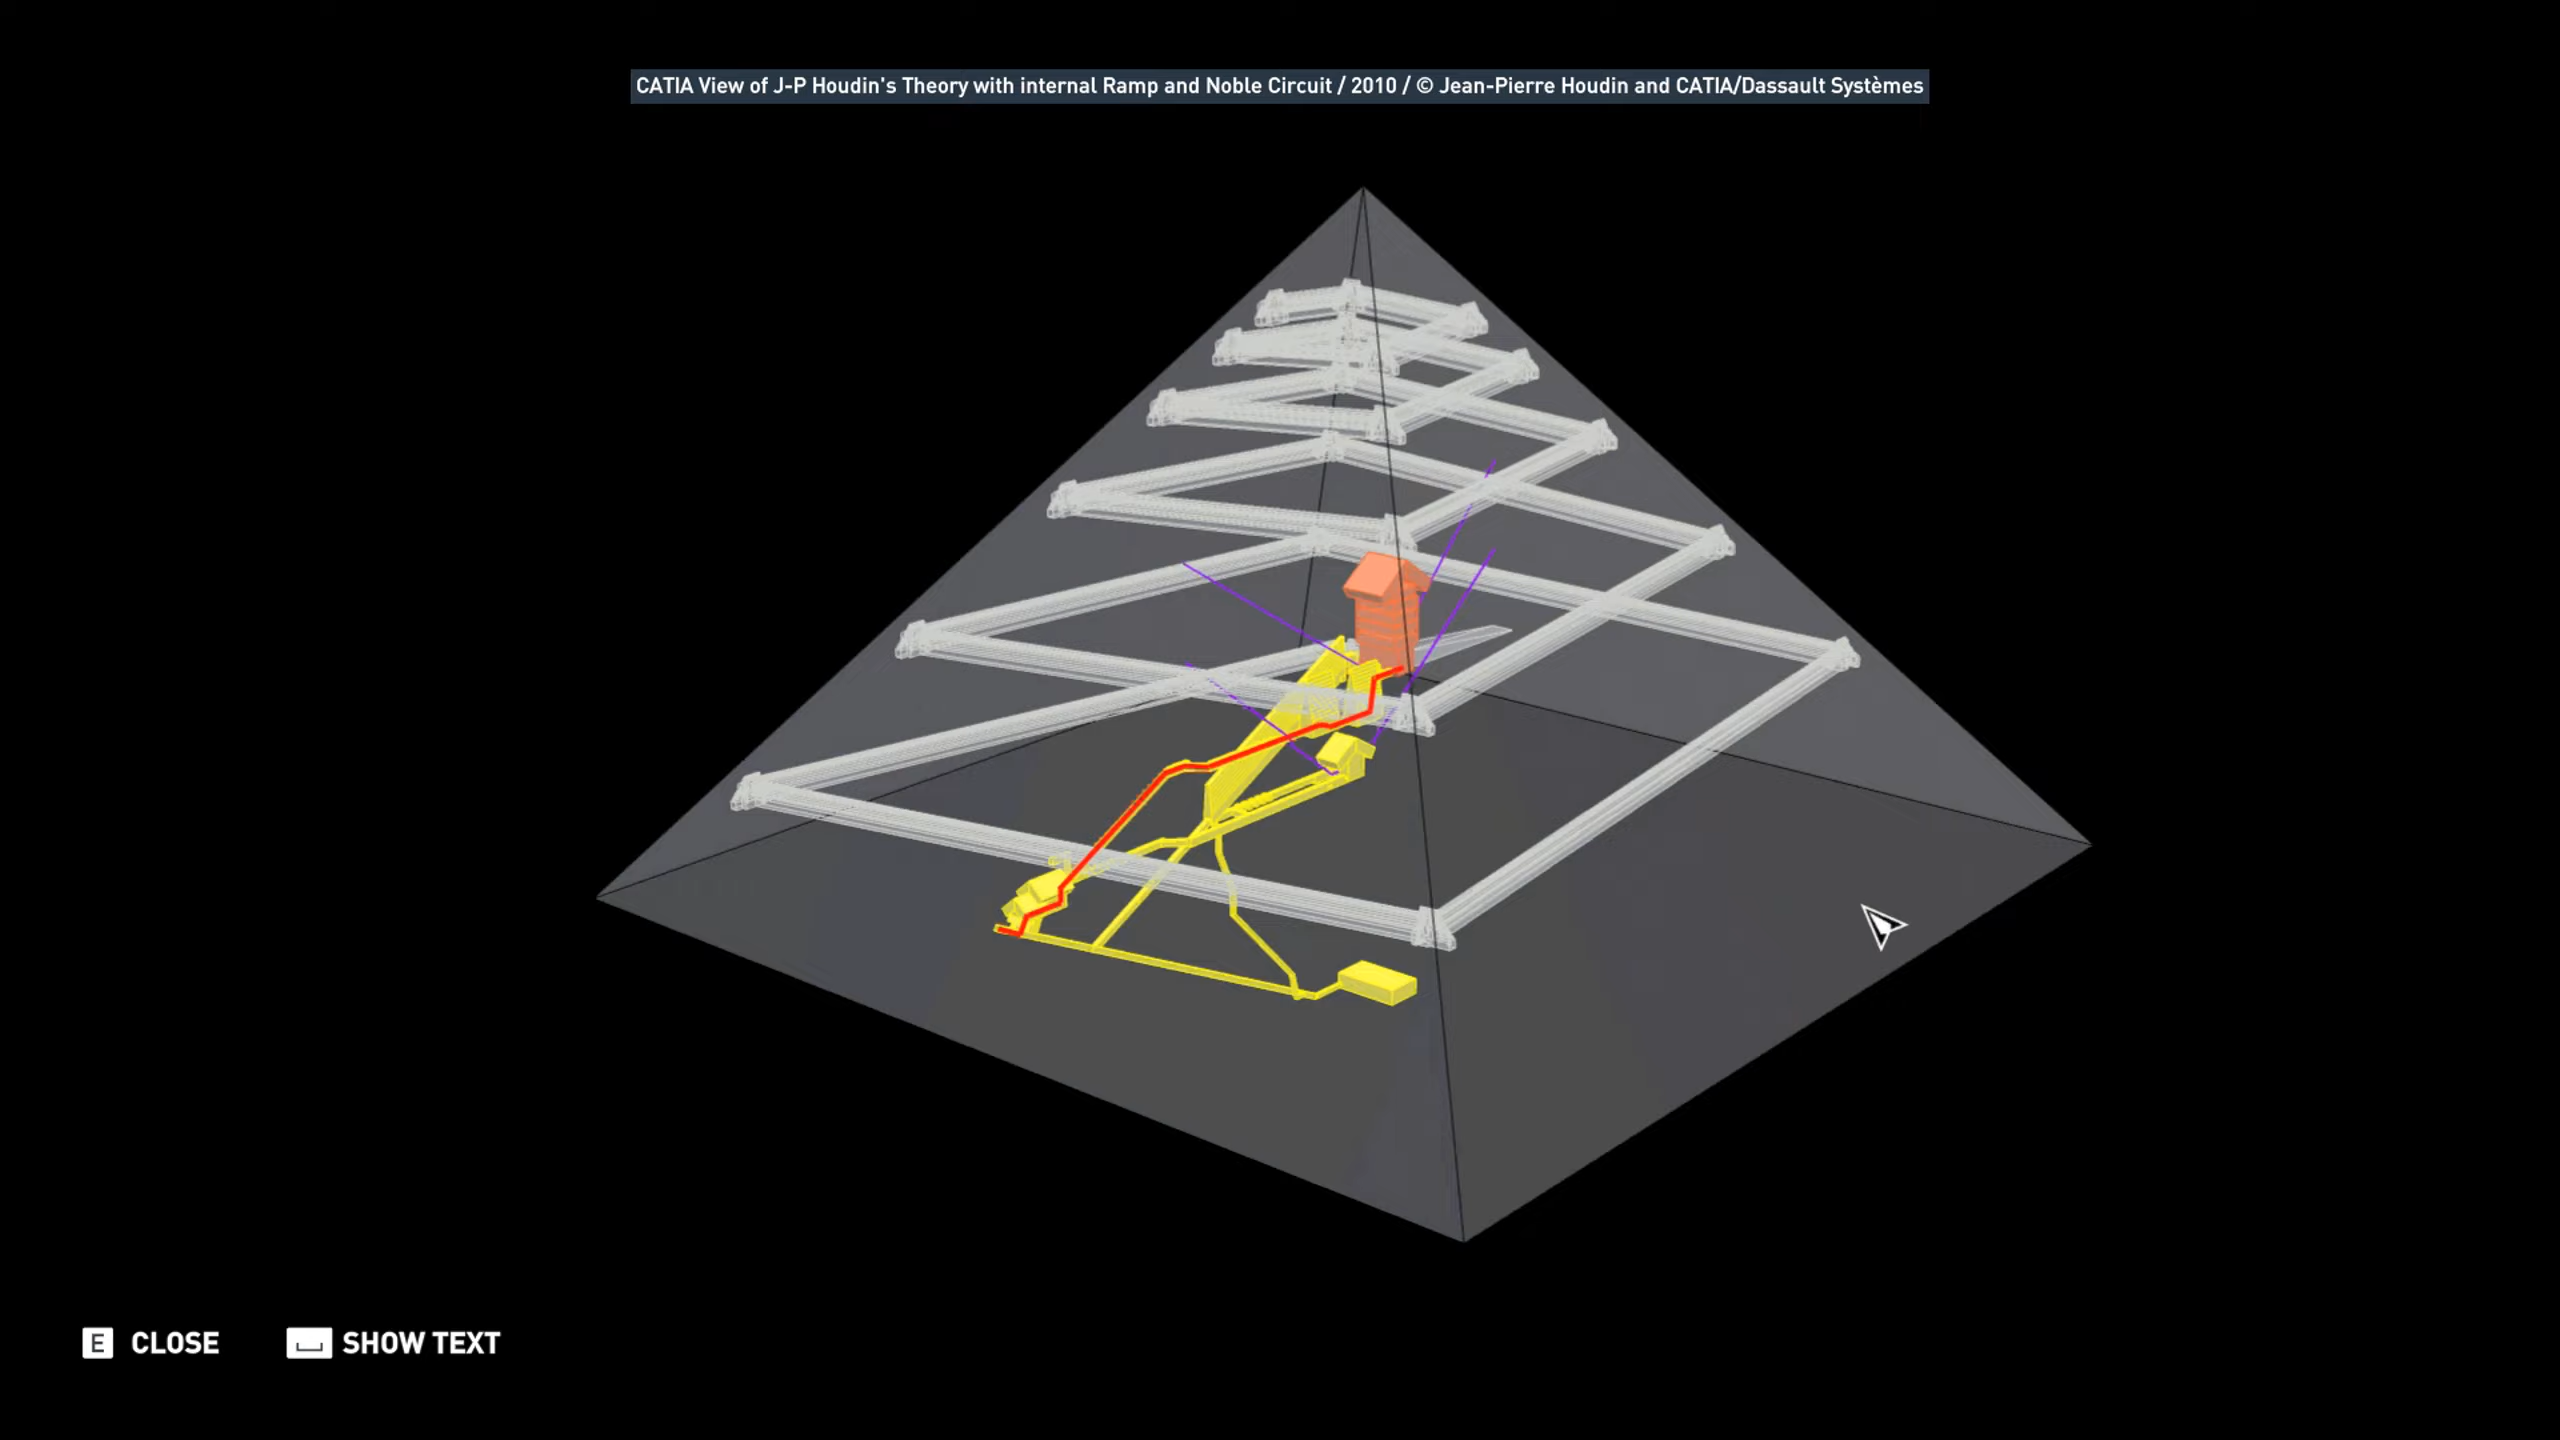 CATIA View of J-P Houdin's Theory with internal Ramp and Noble Circuit / 2010 / © Jean-Pierre Houdin and CATIA/Dassault Systèmes
E CLOSE SHOW TEXT